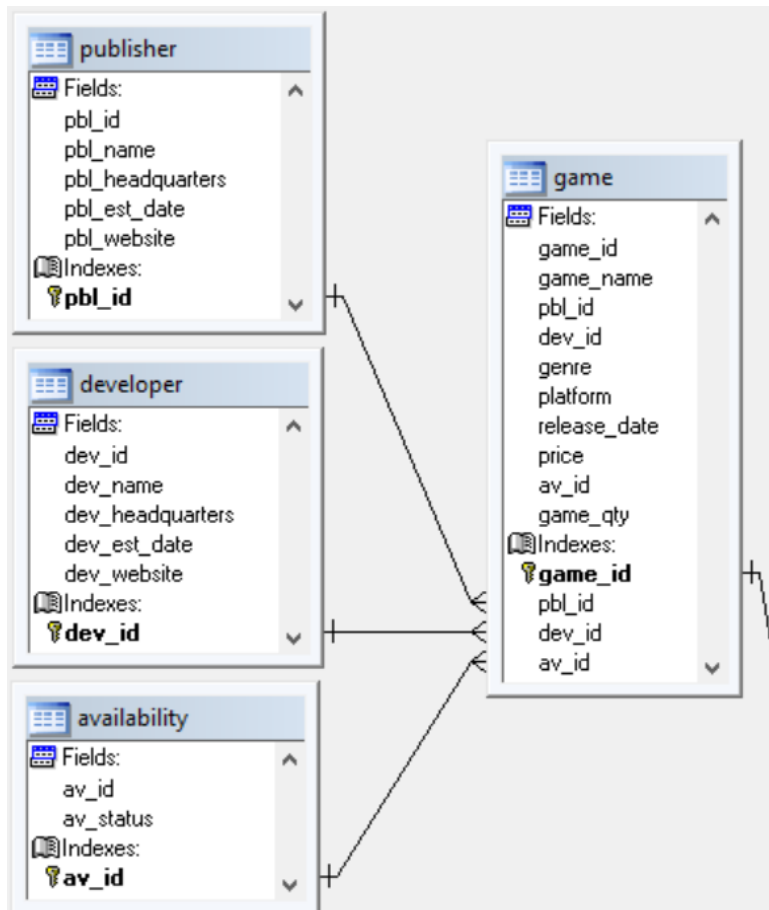 publisher
Fields:
pbl_id
pbl_name
pbl_headquarters
pbl_est_date
pbl_website
Indexes:
pbl_id
developer
Fields:
dev_id
dev_name
dev_headquarters
dev_est_date
dev_website
Indexes:
dev_id
availability
Fields:
av_id
av_status
Indexes:
av_id
game
Fields:
game_id
game_name
pbl_id
dev_id
genre
platform
release_date
price
av_id
game_qty
Indexes:
game_id
pbl_id
dev_id
av_id